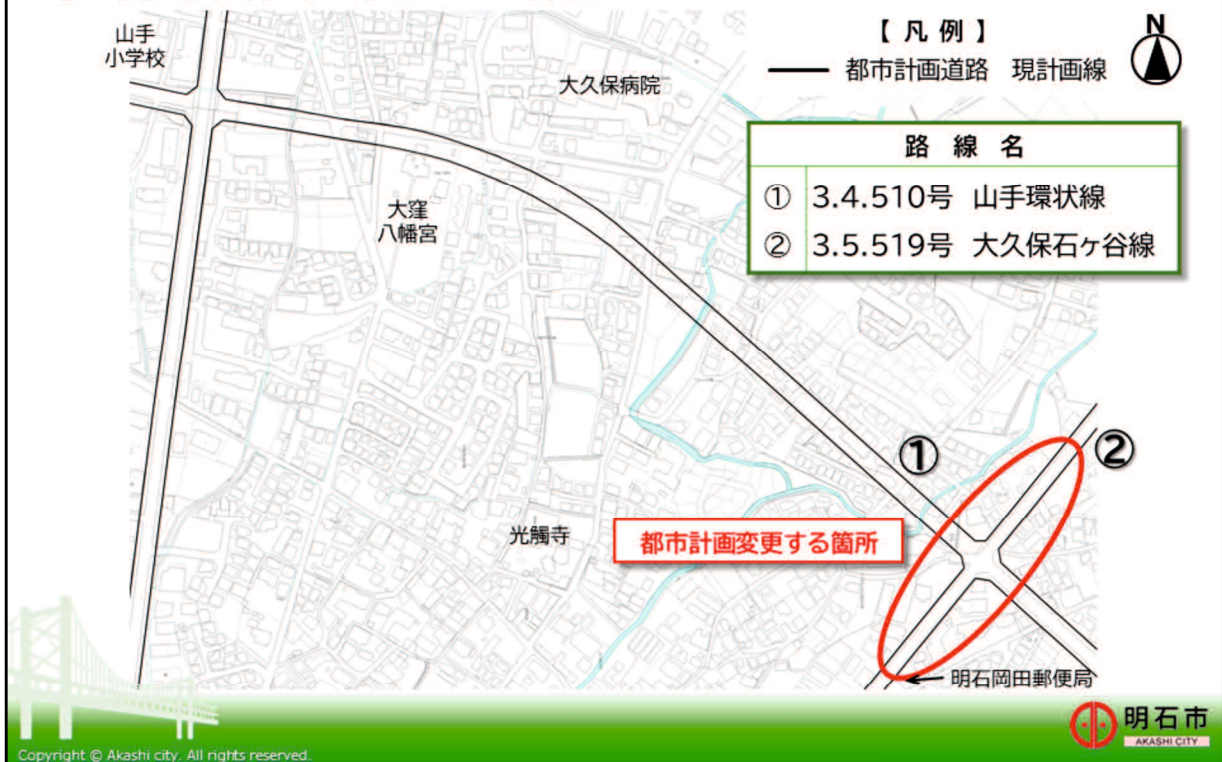 山手
小学校
大久保病院
【 凡 例 】
都市計画道路　現計画線
N
路 線 名
① 3.4.510号 山手環状線
② 3.5.519号 大久保石ヶ谷線
大窪
八幡宮
①
②
光觸寺
都市計画変更する箇所
明石岡田郵便局
明石市
AKASHI CITY
Copyright © Akashi city. All rights reserved.